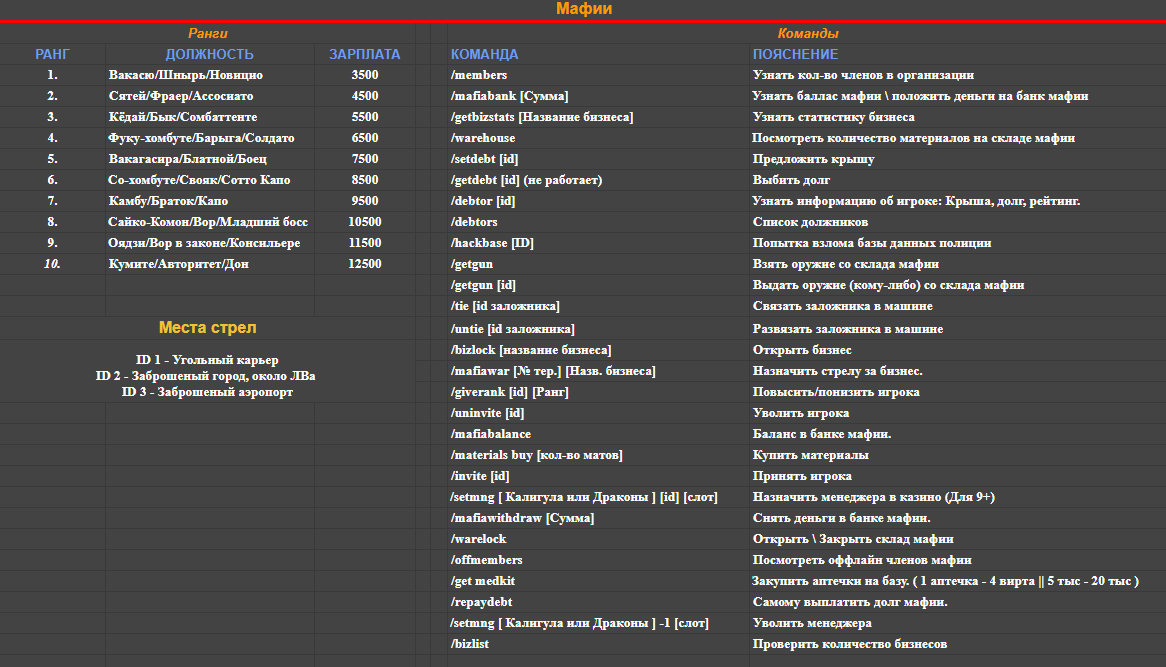 Мафии
Ранги
Команды
РАНГ ДОЛЖНОСТЬ ЗАРПЛАТА КОМАНДА ПОЯСНЕНИЕ
1. Вакасю/Шнырь/Новицио 3500 /members Узнать кол-во членов в организации
2. Сятей/Фраер/Ассосиато 4500 /mafiabank [Сумма] Узнать баллас мафии \ положить деньги на банк мафии
3. Кёдай/Бык/Сомбаттенте 5500 /getbizstats [Название бизнеса] Узнать статистику бизнеса
4. Фуку-хомбуте/Барыга/Солдато 6500 /warehouse Посмотреть количество материалов на складе мафии
5. Вакагасира/Блатной/Боец 7500 /setdebt [id] Предложить крышу
6. Со-хомбуте/Свояк/Сотто Капо 8500 /getdebt [id] (не работает) Выбить долг
7. Камбу/Браток/Капо 9500 /debtor [id] Узнать информацию об игроке: Крыша, долг, рейтинг.
8. Сайко-Комон/Вор/Младший босс 10500 /debtors Список должников
9. Оядзи/Вор в законе/Консильере 11500 /hackbase [ID] Попытка взлома базы данных полиции
10. Кумите/Авторитет/Дон 12500 /getgun Взять оружие со склада мафии
/getgun [id] Выдать оружие (кому-либо) со склада мафии
/tie [id заложника] Связать заложника в машине
Места стрел /untie [id заложника] Развязать заложника в машине
ID 1 - Угольный карьер
ID 2 - Заброшеный город, около ЛВа
ID 3 - Заброшеный аэропорт
/bizlock [название бизнеса] Открыть бизнес
/mafiawar [№ тер.] [Назв. бизнеса] Назначить стрелу за бизнес.
/giverank [id] [Ранг] Повысить/понизить игрока
/uninvite [id] Уволить игрока
/mafiabalance Баланс в банке мафии.
/materials buy [кол-во матов] Купить материалы
/invite [id] Принять игрока
/setmng [ Калигула или Драконы ] [id] [слот] Назначить менеджера в казино (Для 9+)
/mafiawithdraw [Сумма] Снять деньги в банке мафии.
/warelock Открыть \ Закрыть склад мафии
/offmembers Посмотреть оффлайн членов мафии
/get medkit Закупить аптечки на базу. ( 1 аптечка - 4 вирта || 5 тыс - 20 тыс )
/repaydebt Самому выплатить долг мафии.
/setmng [ Калигула или Драконы ] -1 [слот] Уволить менеджера
/bizlist Проверить количество бизнесов